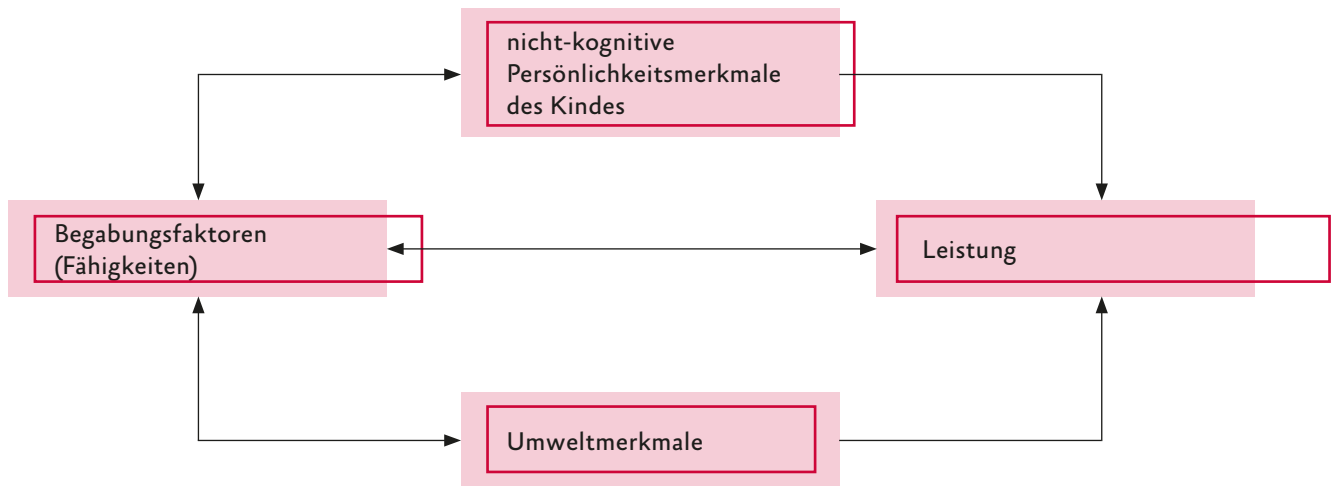 nicht-kognitive
Persönlichkeitsmerkmale
des Kindes
Begabungsfaktoren
(Fähigkeiten)
Leistung
Umweltmerkmale